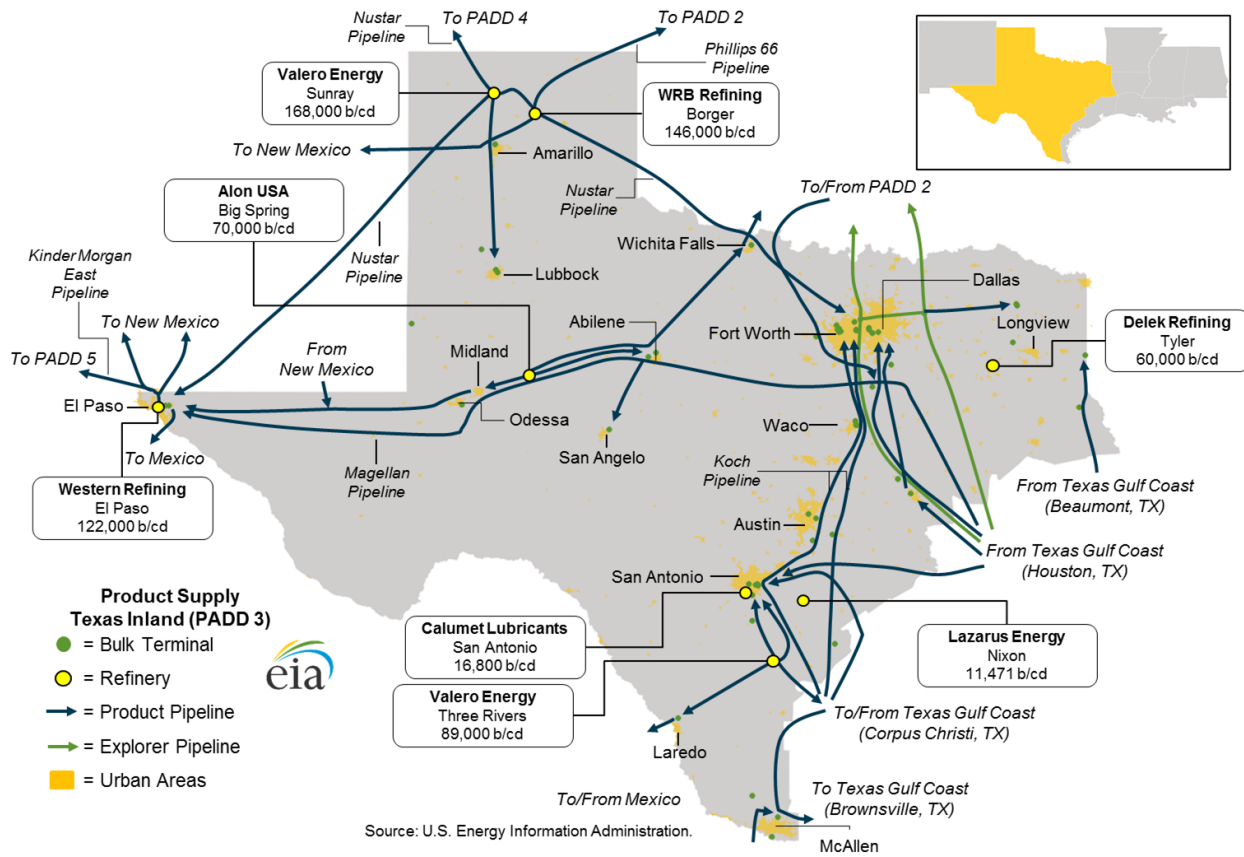 Nustar
Pipeline
To PADD 4
To PADD 2
Phillips 66
Pipeline
Valero Energy
Sunray
168,000 b/cd
WRB Refining
Borger
146,000 b/cd
To New Mexico
Amarillo
Alon USA
Big Spring
70,000 b/cd
Nustar
Pipeline
To/From PADD 2
Kinder Morgan
East
Pipeline
Nustar
Pipeline
Wichita Falls
Lubbock
Dallas
To New Mexico
Abilene
Fort Worth
Longview
Delek Refining
Tyler
60,000 b/cd
To PADD 5
From
New Mexico
Midland
El Paso
Odessa
Waco
San Angelo
To Mexico
Magellan
Pipeline
Koch
Pipeline
Western Refining
El Paso
122,000 b/cd
From Texas Gulf Coast
(Beaumont, TX)
Austin
From Texas Gulf Coast
(Houston, TX)
San Antonio
Product Supply
Texas Inland (PADD 3)
= Bulk Terminal
= Refinery
= Product Pipeline
= Explorer Pipeline
= Urban Areas
eia
Calumet Lubricants
San Antonio
16,800 b/cd
Lazarus Energy
Nixon
11,471 b/cd
Valero Energy
Three Rivers
89,000 b/cd
To/From Texas Gulf Coast
(Corpus Christi, TX)
Laredo
To/From Mexico
To Texas Gulf Coast
(Brownsville, TX)
Source: U.S. Energy Information Administration.
McAllen